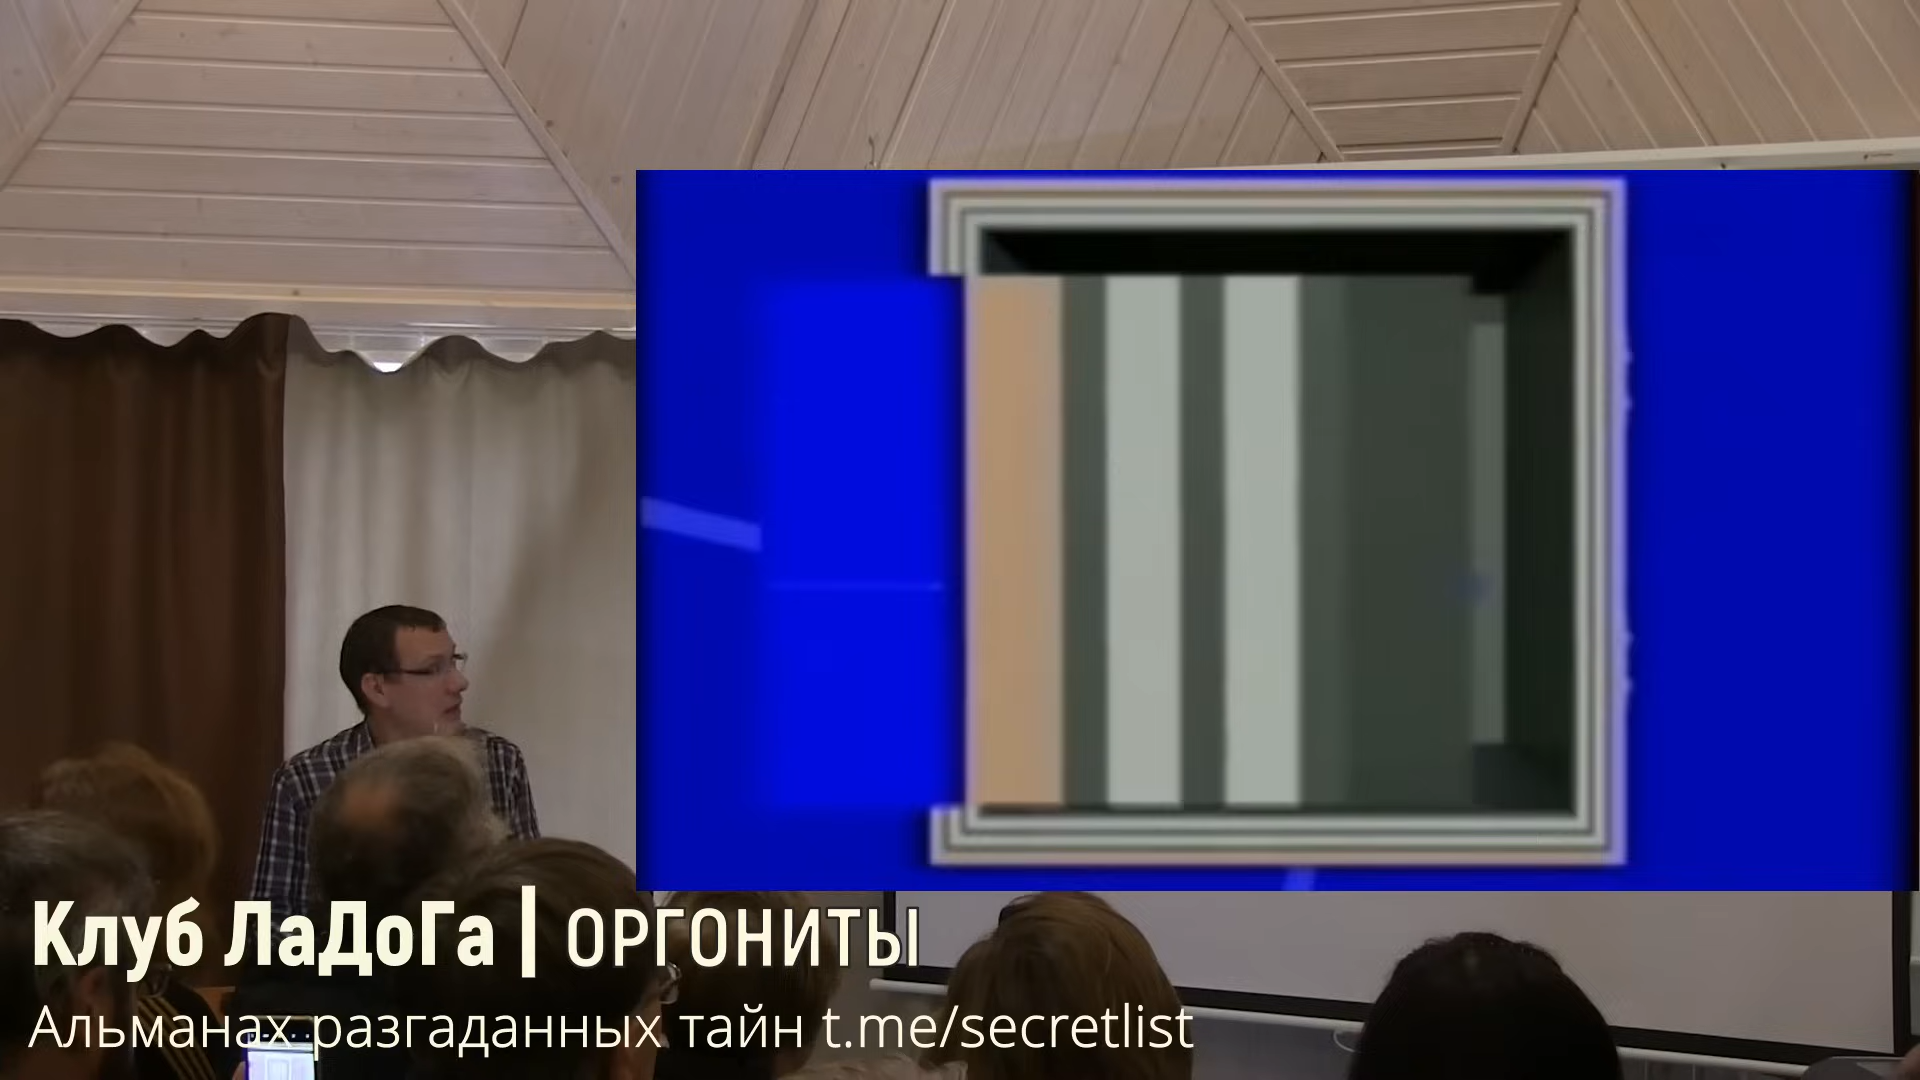 Клуб ЛаДоГа | ОРГОНИТЫ
Альманах разгаданных тайн t.me/secretlist